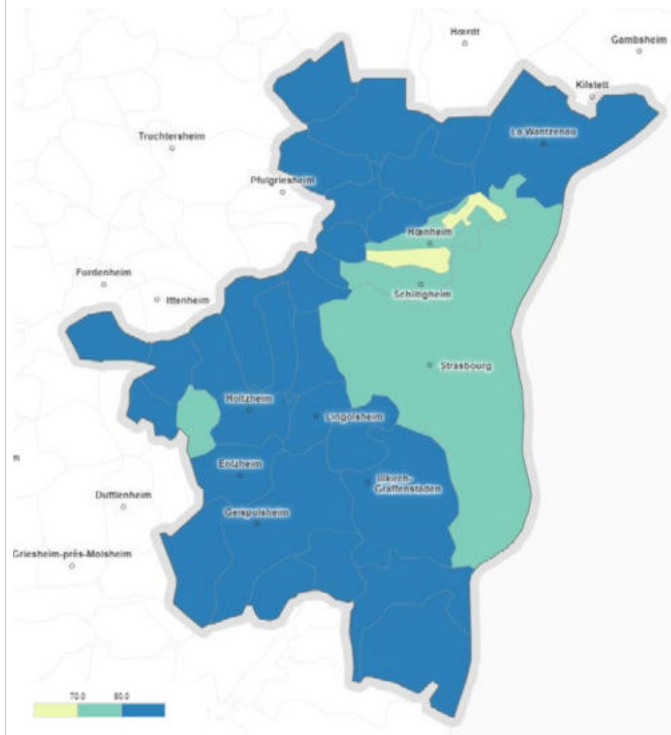 Hœrdt
Gambsheim
Kilstett
La Wantzenau
Truchtersheim
Pfulgriesheim
Hœnheim
Furdenheim
Ittenheim
Schiltigheim
Strasbourg
Holtzheim
Lingolsheim
Entzheim
Illkirch-
Graffenstaden
Duttlenheim
Geispolsheim
Griesheim-près-Molsheim
m
70.0 80.0